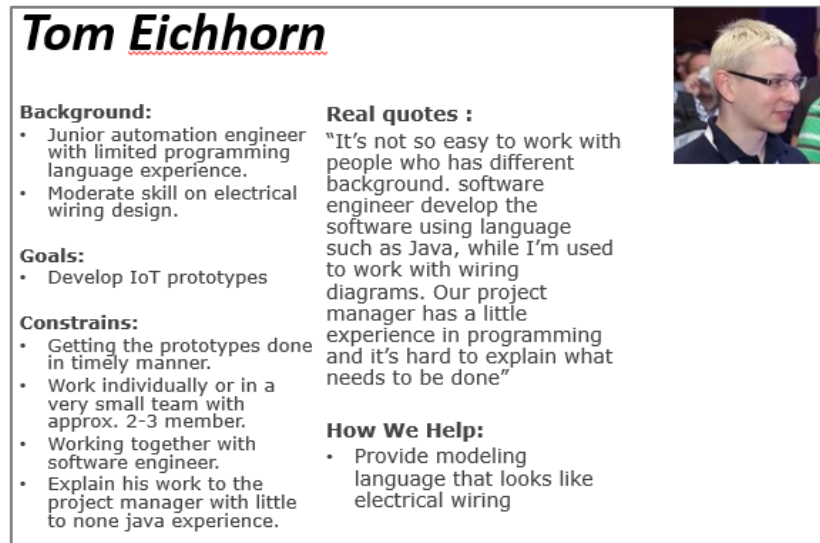 Tom Eichhorn
Background:
• Junior automation engineer
with limited programming
language experience.
• Moderate skill on electrical
wiring design.
Goals:
• Develop IoT prototypes
Constrains:
• Getting the prototypes done
in timely manner.
• Work individually or in a
very small team with
approx. 2-3 member.
• Working together with
software engineer.
• Explain his work to the
project manager with little
to none java experience.
Real quotes :
“It’s not so easy to work with
people who has different
background. software
engineer develop the
software using language
such as Java, while I’m used
to work with wiring
diagrams. Our project
manager has a little
experience in programming
and it’s hard to explain what
needs to be done”
How We Help:
• Provide modeling
language that looks like
electrical wiring